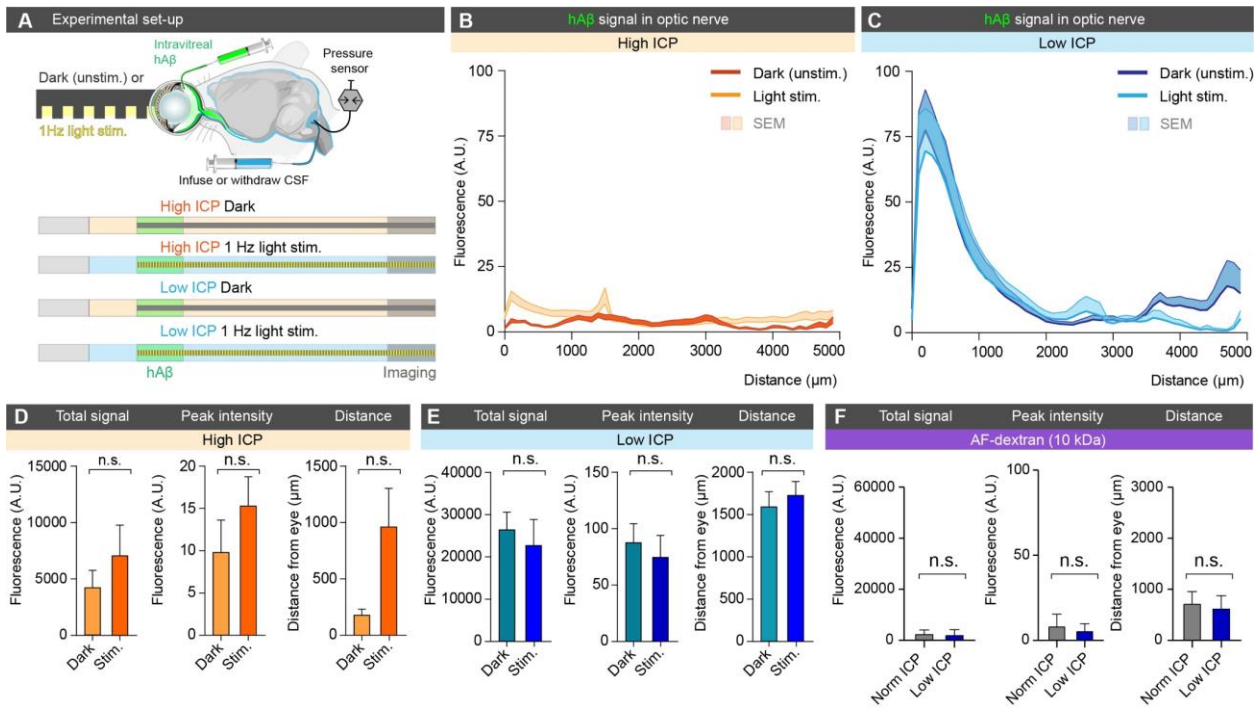 A Experimental set-up
Intravitreal
hAβ
Pressure
sensor
Dark (unstim.) or
1Hz light stim.
Infuse or withdraw CSF
High ICP Dark
High ICP 1 Hz light stim.
Low ICP Dark
Low ICP 1 Hz light stim.
hAβ
Imaging
B hAβ signal in optic nerve
High ICP
Fluorescence (A.U.)
100
75
50
25
0
Dark (unstim.)
Light stim.
SEM
0 1000 2000 3000 4000 5000
Distance (µm)
C hAβ signal in optic nerve
Low ICP
Fluorescence (A.U.)
100
75
50
25
0
Dark (unstim.)
Light stim.
SEM
0 1000 2000 3000 4000 5000
Distance (µm)
D Total signal Peak intensity Distance
High ICP
Fluorescence (A.U.)
15000
10000
5000
0
n.s.
Dark Stim.
Fluorescence (A.U.)
20
15
10
5
0
n.s.
Dark Stim.
Distance from eye (µm)
1500
1000
500
0
n.s.
Dark Stim.
E Total signal Peak intensity Distance
Low ICP
Fluorescence (A.U.)
40000
30000
20000
10000
0
n.s.
Dark Stim.
Fluorescence (A.U.)
150
100
50
0
n.s.
Dark Stim.
Distance from eye (µm)
2000
1500
1000
500
0
n.s.
Dark Stim.
F Total signal Peak intensity Distance
AF-dextran (10 kDa)
Fluorescence (A.U.)
60000
40000
20000
0
n.s.
Norm ICP Low ICP
Fluorescence (A.U.)
100
50
0
n.s.
Norm ICP Low ICP
Distance from eye (µm)
3000
2000
1000
0
n.s.
Norm ICP Low ICP